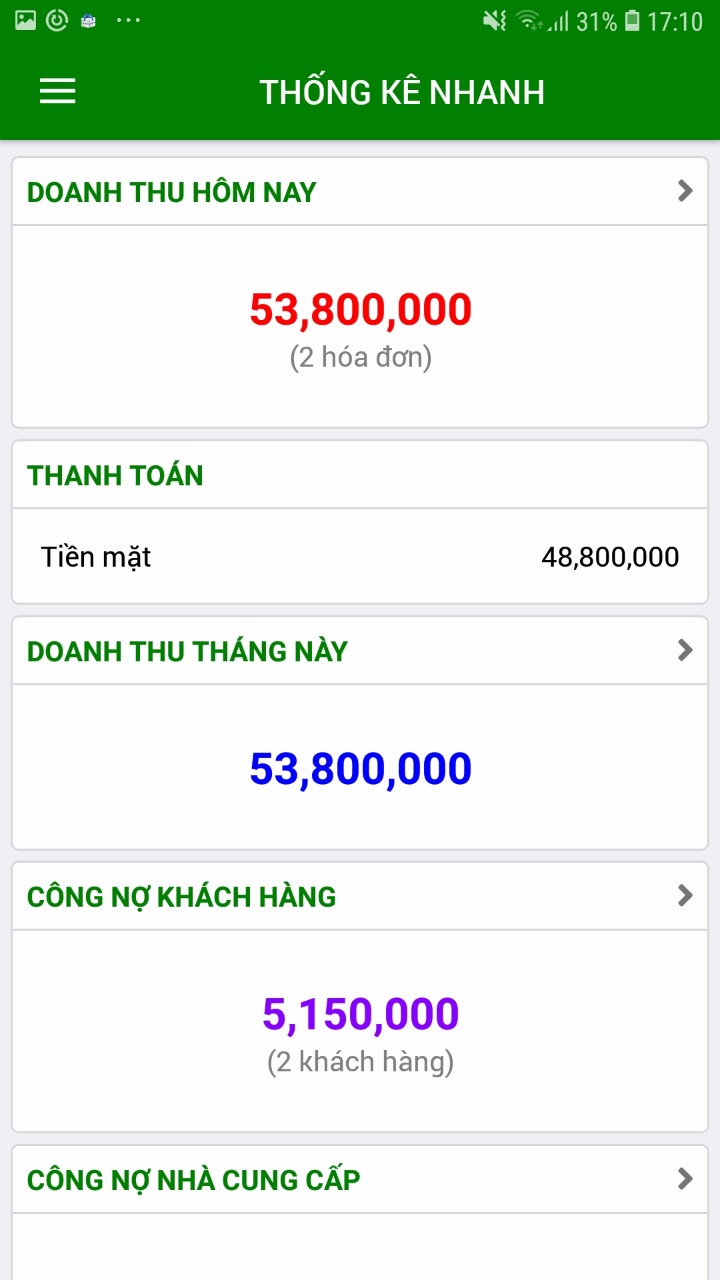 31% 17:10
THỐNG KÊ NHANH
DOANH THU HÔM NAY
53,800,000
(2 hóa đơn)
THANH TOÁN
Tiền mặt 48,800,000
DOANH THU THÁNG NÀY
53,800,000
CÔNG NỢ KHÁCH HÀNG
5,150,000
(2 khách hàng)
CÔNG NỢ NHÀ CUNG CẤP